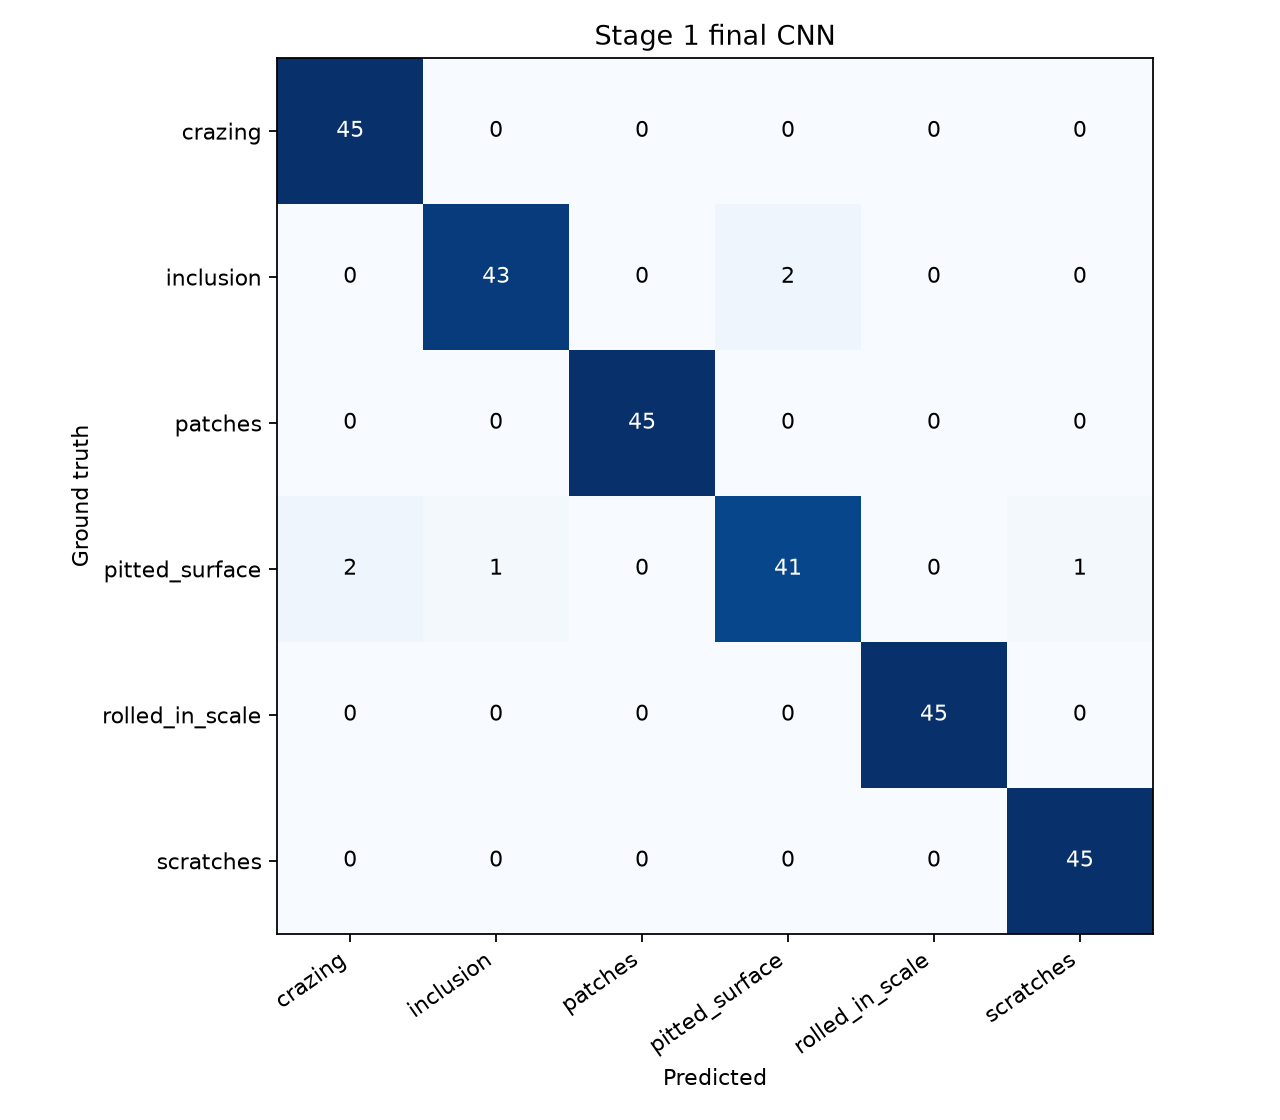 Stage 1 final CNN
crazing 45 0 0 0 0 0
inclusion 0 43 0 2 0 0
patches 0 0 45 0 0 0
Ground truth
pitted_surface 2 1 0 41 0 1
rolled_in_scale 0 0 0 0 45 0
scratches 0 0 0 0 0 45
crazing inclusion patches pitted_surface rolled_in_scale scratches
Predicted